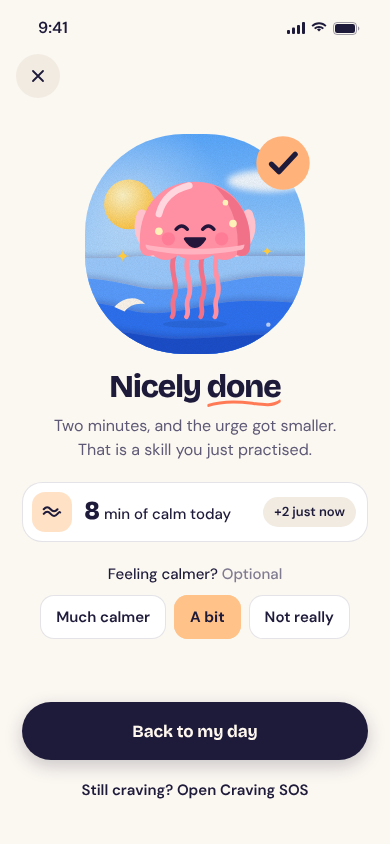 9:41
Nicely done
Two minutes, and the urge got smaller.
That is a skill you just practised.
8 min of calm today
+2 just now
Feeling calmer? Optional
Much calmer
A bit
Not really
Back to my day
Still craving? Open Craving SOS